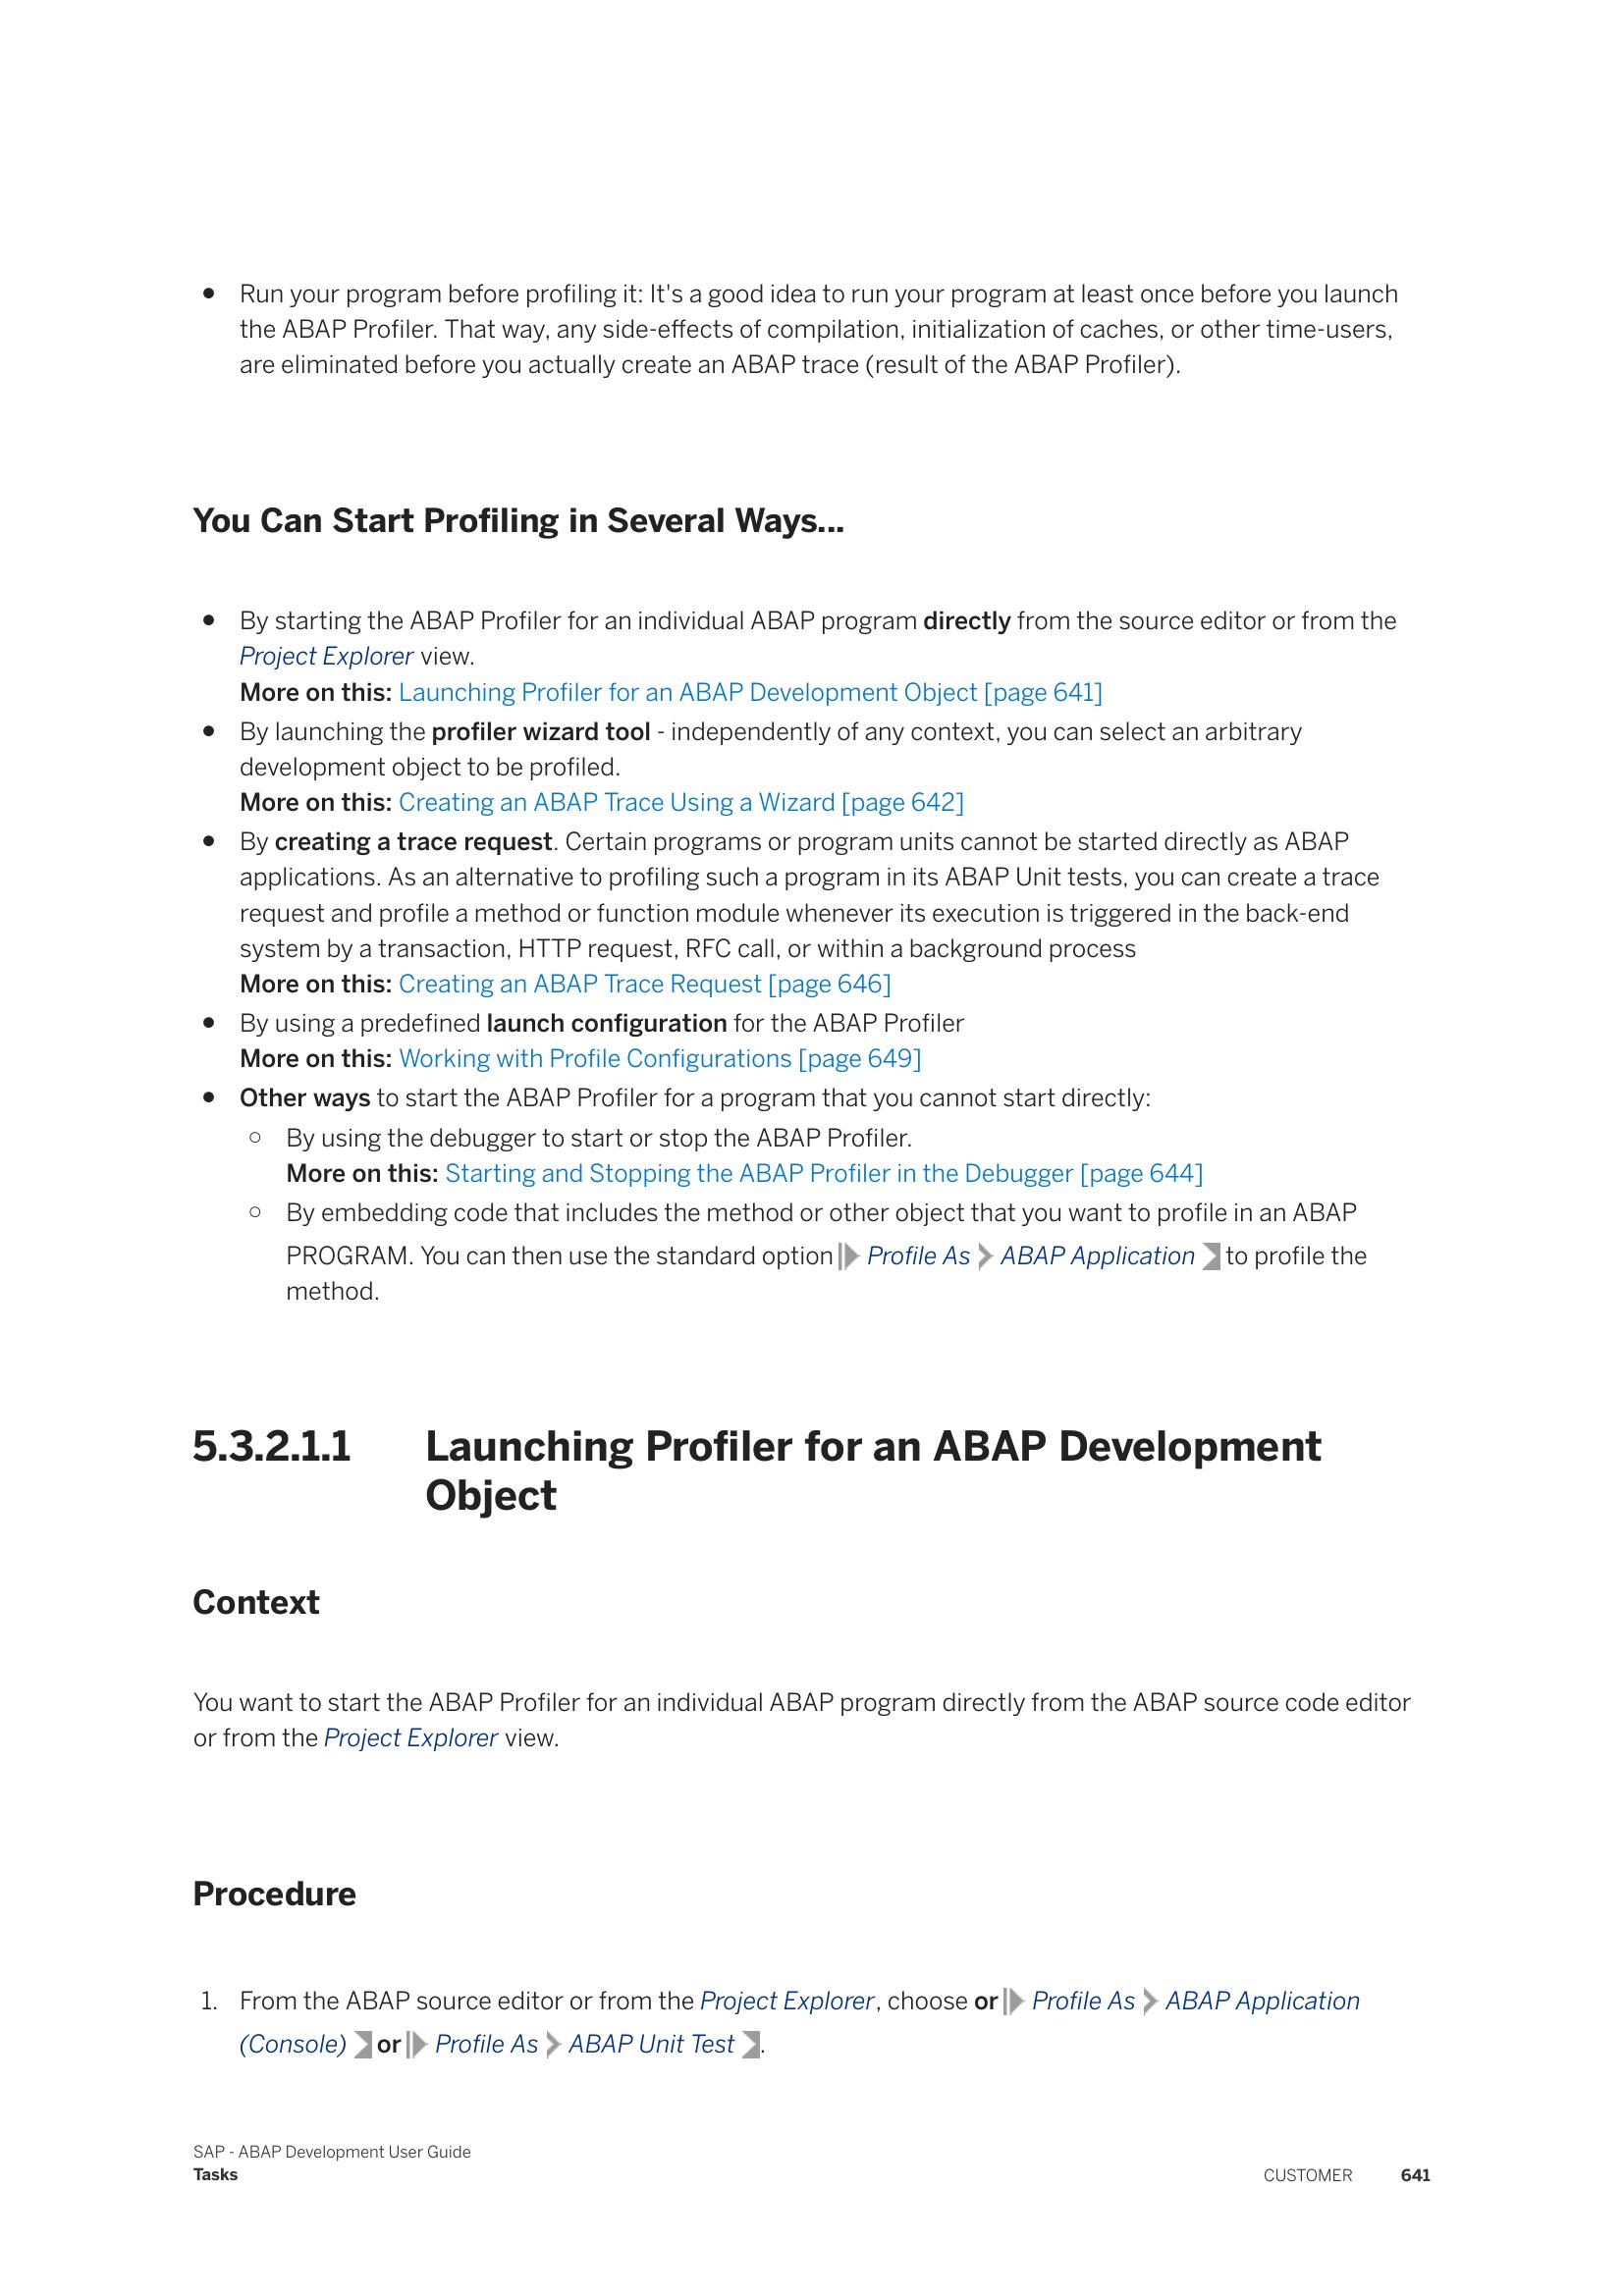 • Run your program before profiling it: It's a good idea to run your program at least once before you launch
the ABAP Profiler. That way, any side-effects of compilation, initialization of caches, or other time-users,
are eliminated before you actually create an ABAP trace (result of the ABAP Profiler).
You Can Start Profiling in Several Ways...
• By starting the ABAP Profiler for an individual ABAP program directly from the source editor or from the
Project Explorer view.
More on this: Launching Profiler for an ABAP Development Object [page 641]
• By launching the profiler wizard tool - independently of any context, you can select an arbitrary
development object to be profiled.
More on this: Creating an ABAP Trace Using a Wizard [page 642]
• By creating a trace request. Certain programs or program units cannot be started directly as ABAP
applications. As an alternative to profiling such a program in its ABAP Unit tests, you can create a trace
request and profile a method or function module whenever its execution is triggered in the back-end
system by a transaction, HTTP request, RFC call, or within a background process
More on this: Creating an ABAP Trace Request [page 646]
• By using a predefined launch configuration for the ABAP Profiler
More on this: Working with Profile Configurations [page 649]
• Other ways to start the ABAP Profiler for a program that you cannot start directly:
○ By using the debugger to start or stop the ABAP Profiler.
More on this: Starting and Stopping the ABAP Profiler in the Debugger [page 644]
○ By embedding code that includes the method or other object that you want to profile in an ABAP
PROGRAM. You can then use the standard option Profile As ABAP Application to profile the
method.
5.3.2.1.1 Launching Profiler for an ABAP Development
Object
Context
You want to start the ABAP Profiler for an individual ABAP program directly from the ABAP source code editor
or from the Project Explorer view.
Procedure
1. From the ABAP source editor or from the Project Explorer, choose or Profile As ABAP Application
(Console) or Profile As ABAP Unit Test .
SAP - ABAP Development User Guide
Tasks
CUSTOMER 641